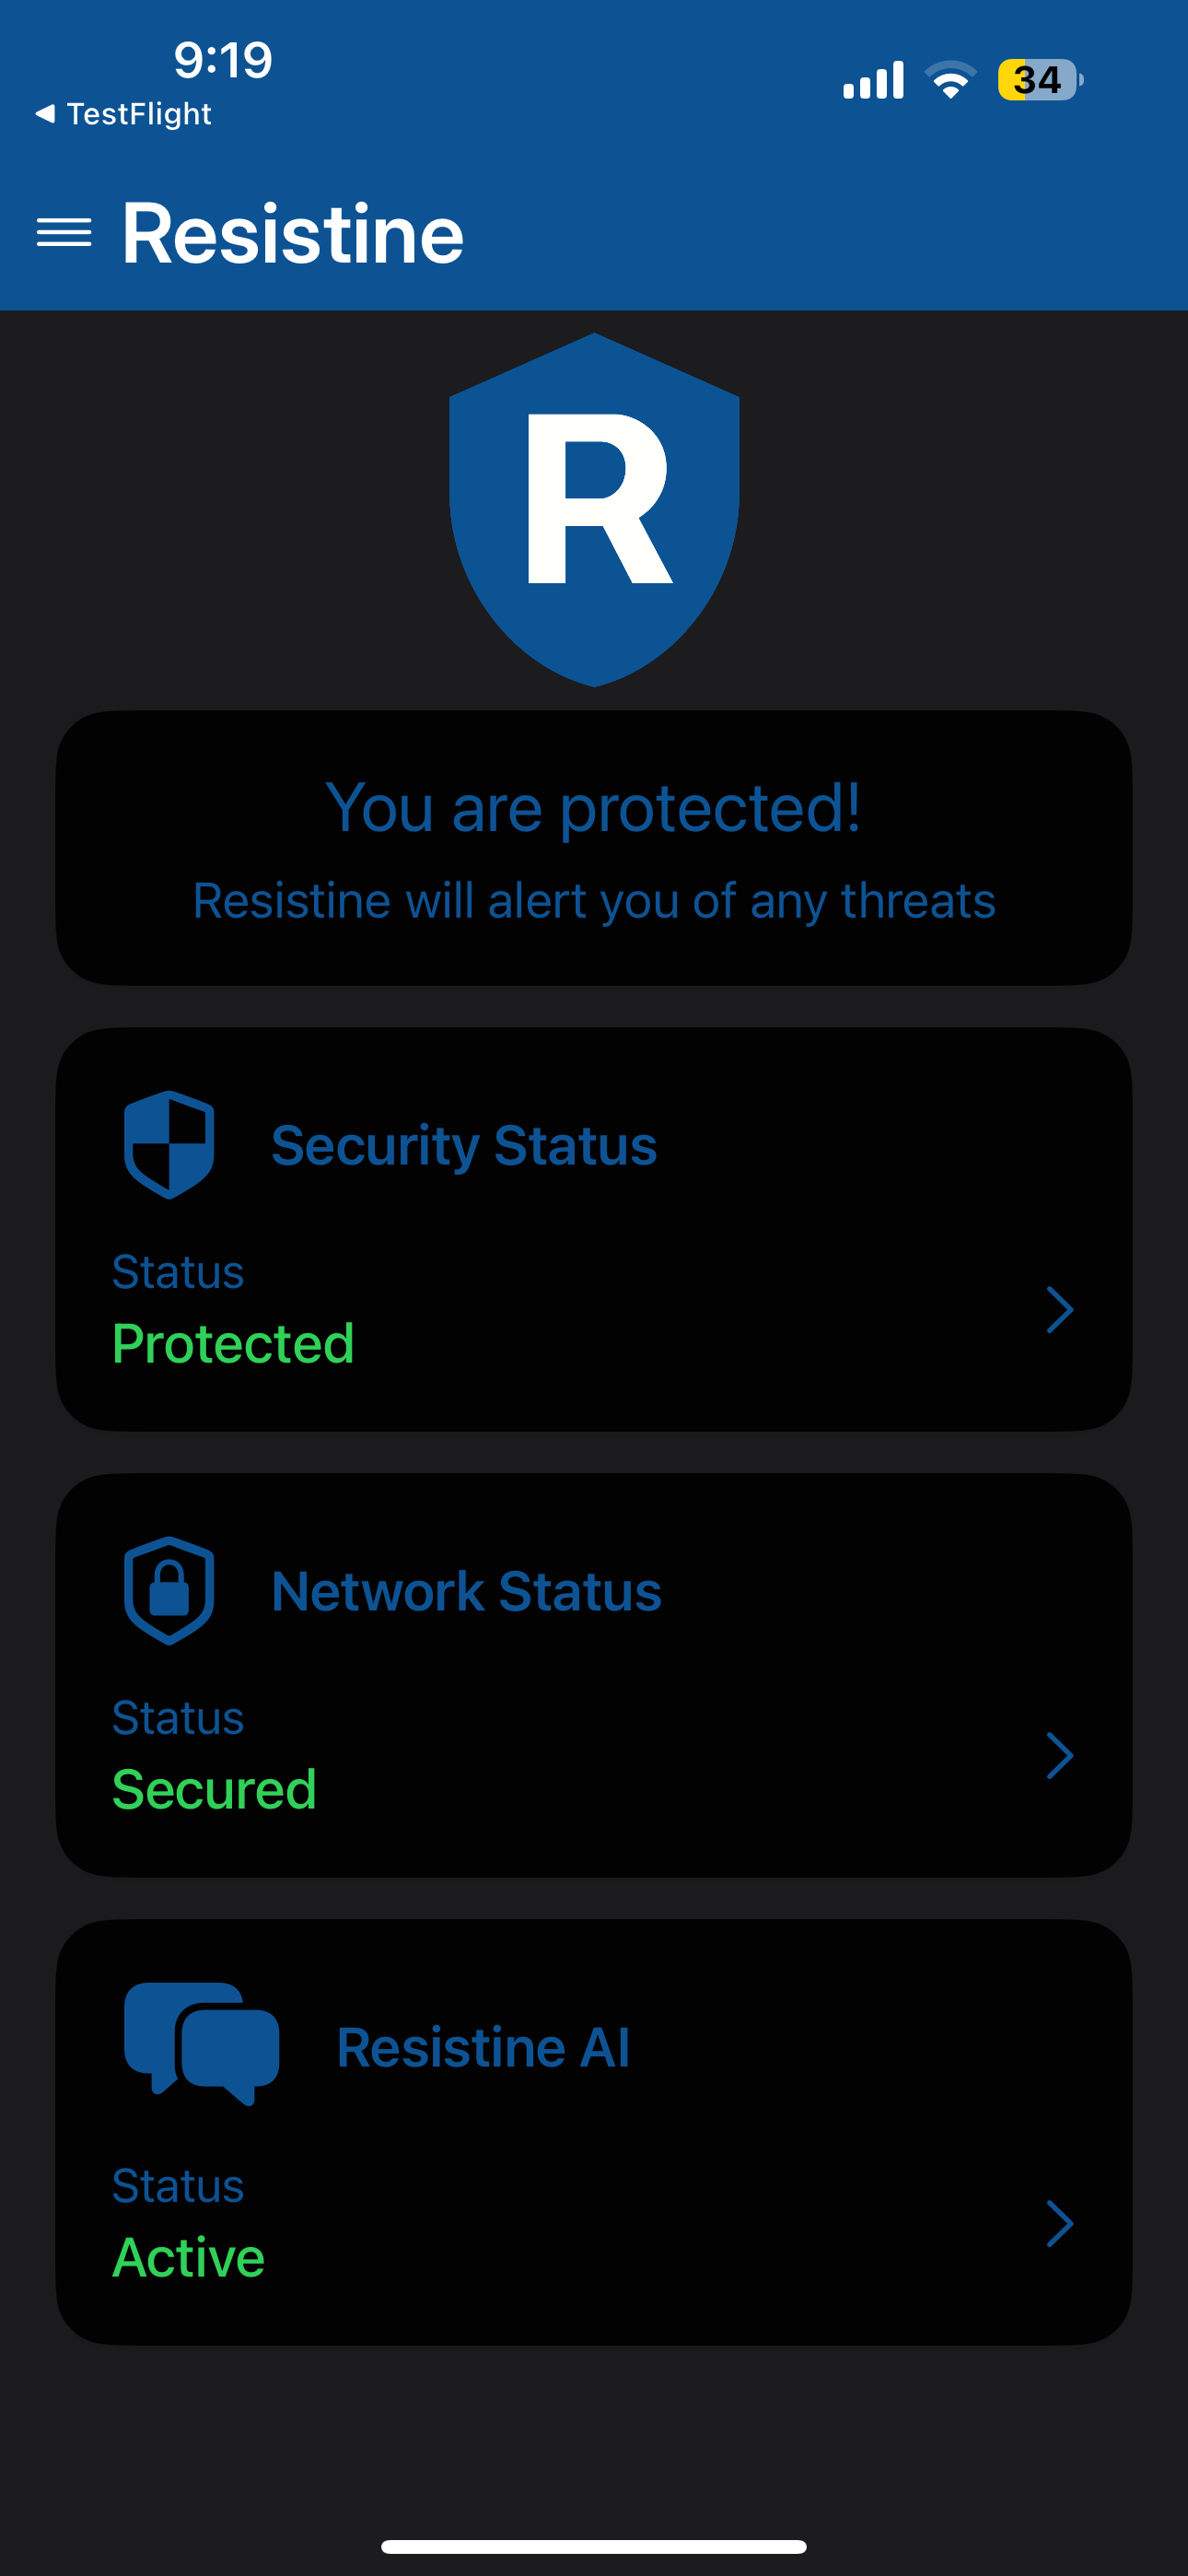 9:19
34
TestFlight
Resistine
R
You are protected!
Resistine will alert you of any threats
Security Status
Status
Protected
Network Status
Status
Secured
Resistine AI
Status
Active